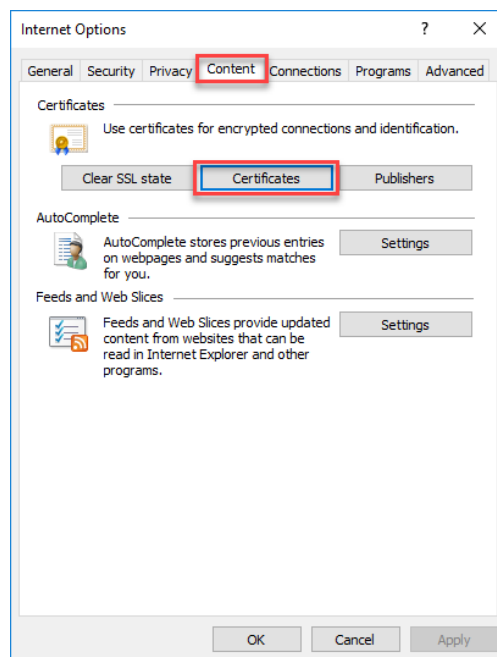 Internet Options ? ×
General Security Privacy Content Connections Programs Advanced
Certificates
Use certificates for encrypted connections and identification.
Clear SSL state Certificates Publishers
AutoComplete
AutoComplete stores previous entries
on webpages and suggests matches
for you.
Settings
Feeds and Web Slices
Feeds and Web Slices provide updated
content from websites that can be
read in Internet Explorer and other
programs.
Settings
OK Cancel Apply